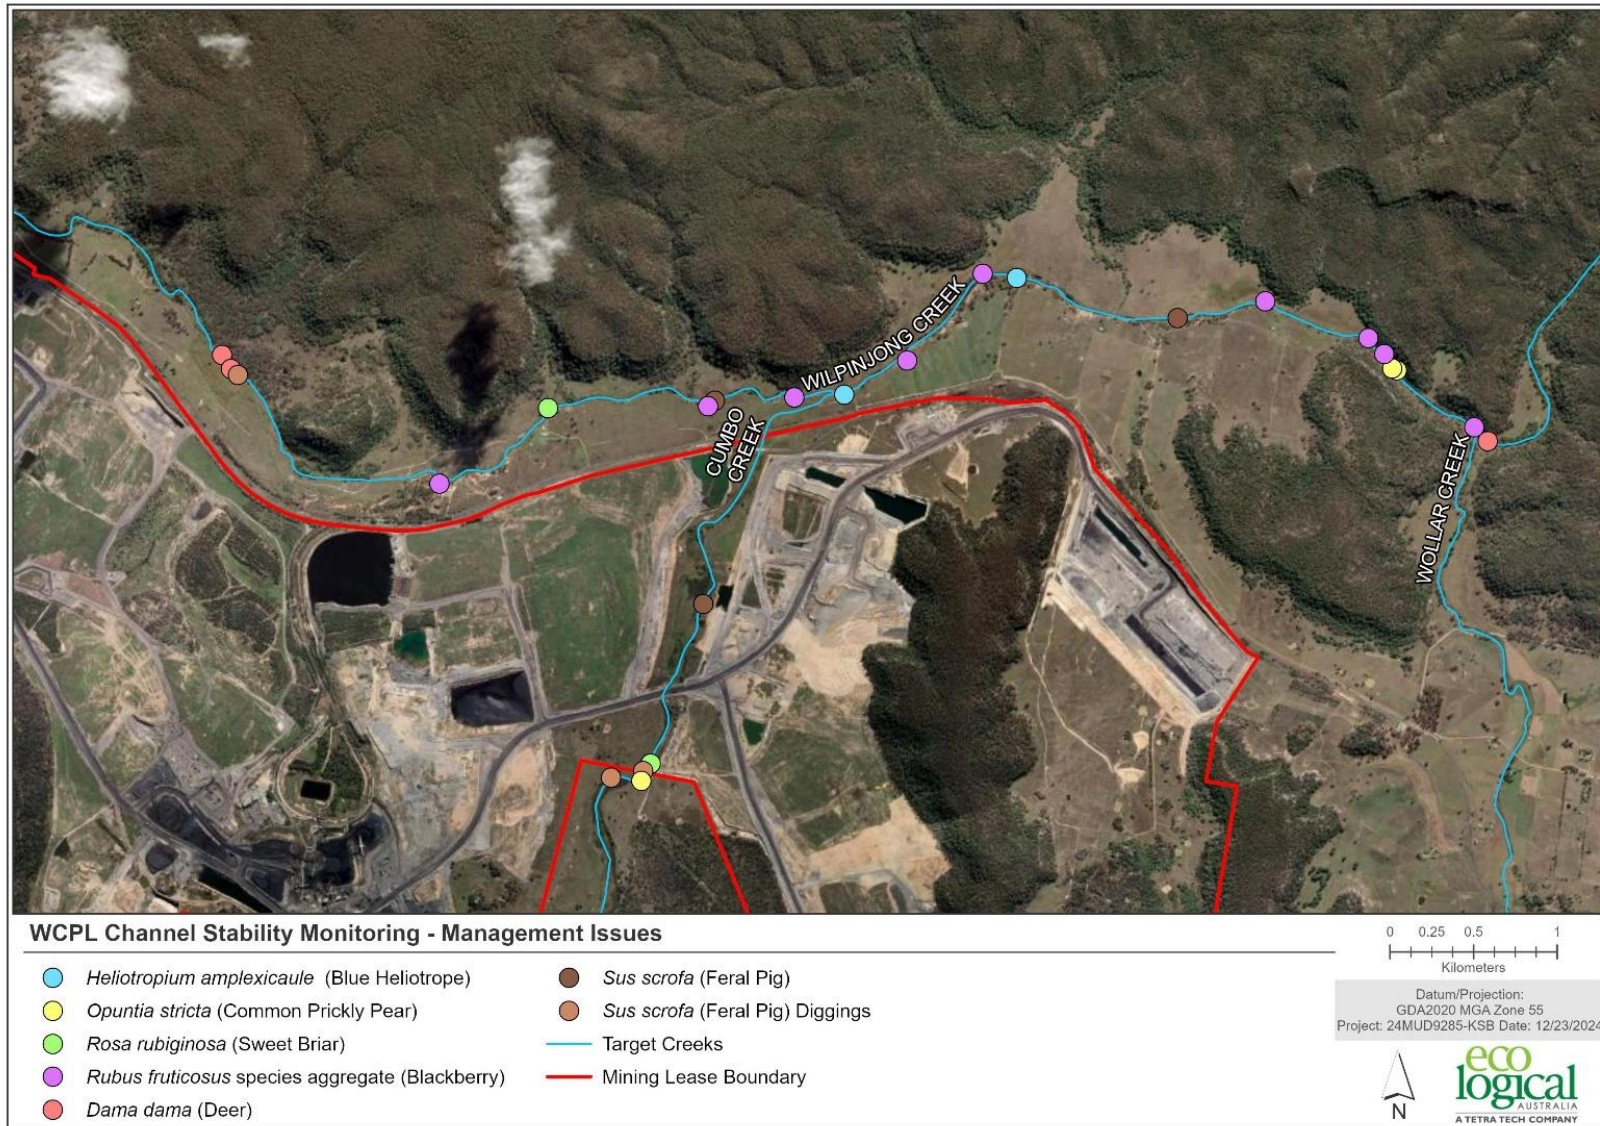 WILPINJONG CREEK
CUMBO
CREEK
WOLLAR CREEK
WCPL Channel Stability Monitoring - Management Issues
Heliotropium amplexicaule (Blue Heliotrope)
Opuntia stricta (Common Prickly Pear)
Rosa rubiginosa (Sweet Briar)
Rubus fruticosus species aggregate (Blackberry)
Dama dama (Deer)
Sus scrofa (Feral Pig)
Sus scrofa (Feral Pig) Diggings
Target Creeks
Mining Lease Boundary
0 0.25 0.5 1
Kilometers
Datum/Projection:
GDA2020 MGA Zone 55
Project: 24MUD9285-KSB Date: 12/23/2024
N
eco
logical
AUSTRALIA
A TETRA TECH COMPANY